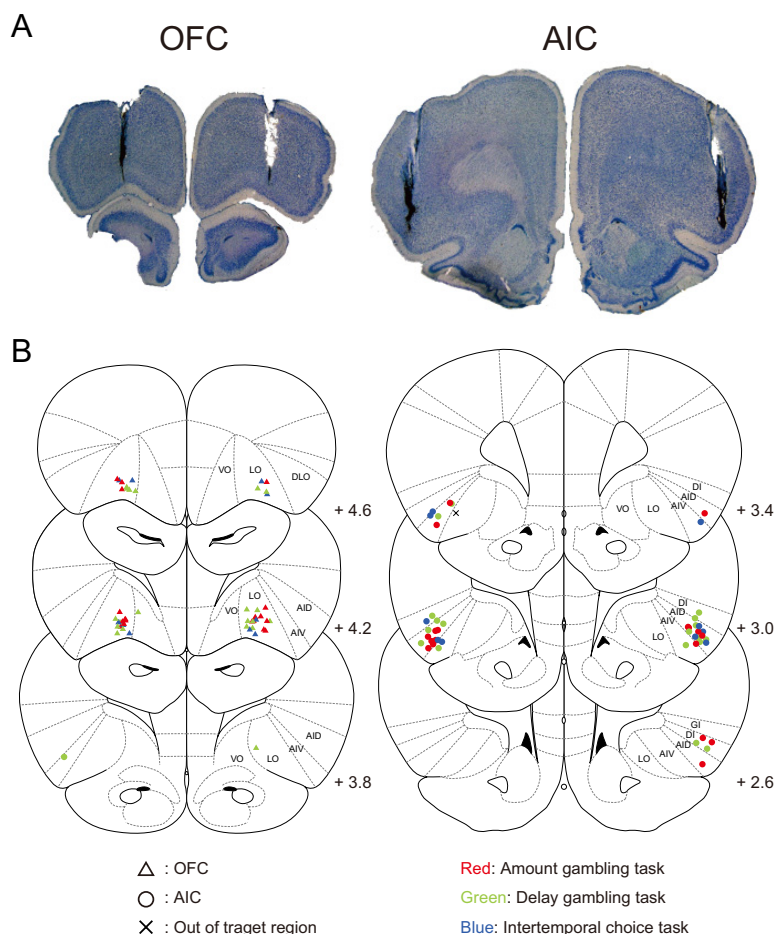 A
OFC
AIC
B
VO
LO
DLO
+ 4.6
LO
VO
AID
AIV
+ 4.2
AID
AIV
VO
LO
+ 3.8
DI
AID
AIV
VO
LO
+ 3.4
DI
AID
AIV
LO
+ 3.0
GI
DI
AID
AIV
LO
+ 2.6
: OFC
: AIC
: Out of traget region
Red: Amount gambling task
Green: Delay gambling task
Blue: Intertemporal choice task